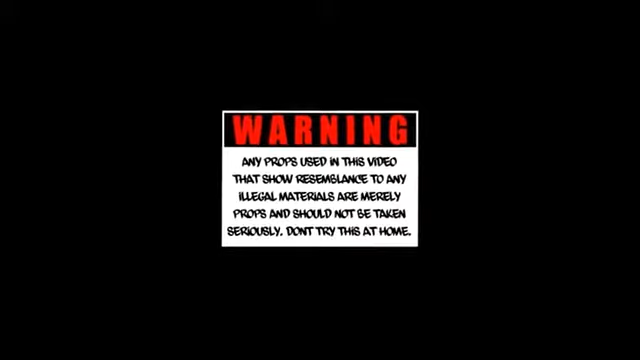 WARNING
ANY PROPS USED IN THIS VIDEO
THAT SHOW RESEMBLANCE TO ANY
ILLEGAL MATERIALS ARE MERELY
PROPS AND SHOULD NOT BE TAKEN
SERIOUSLY. DONT TRY THIS AT HOME.